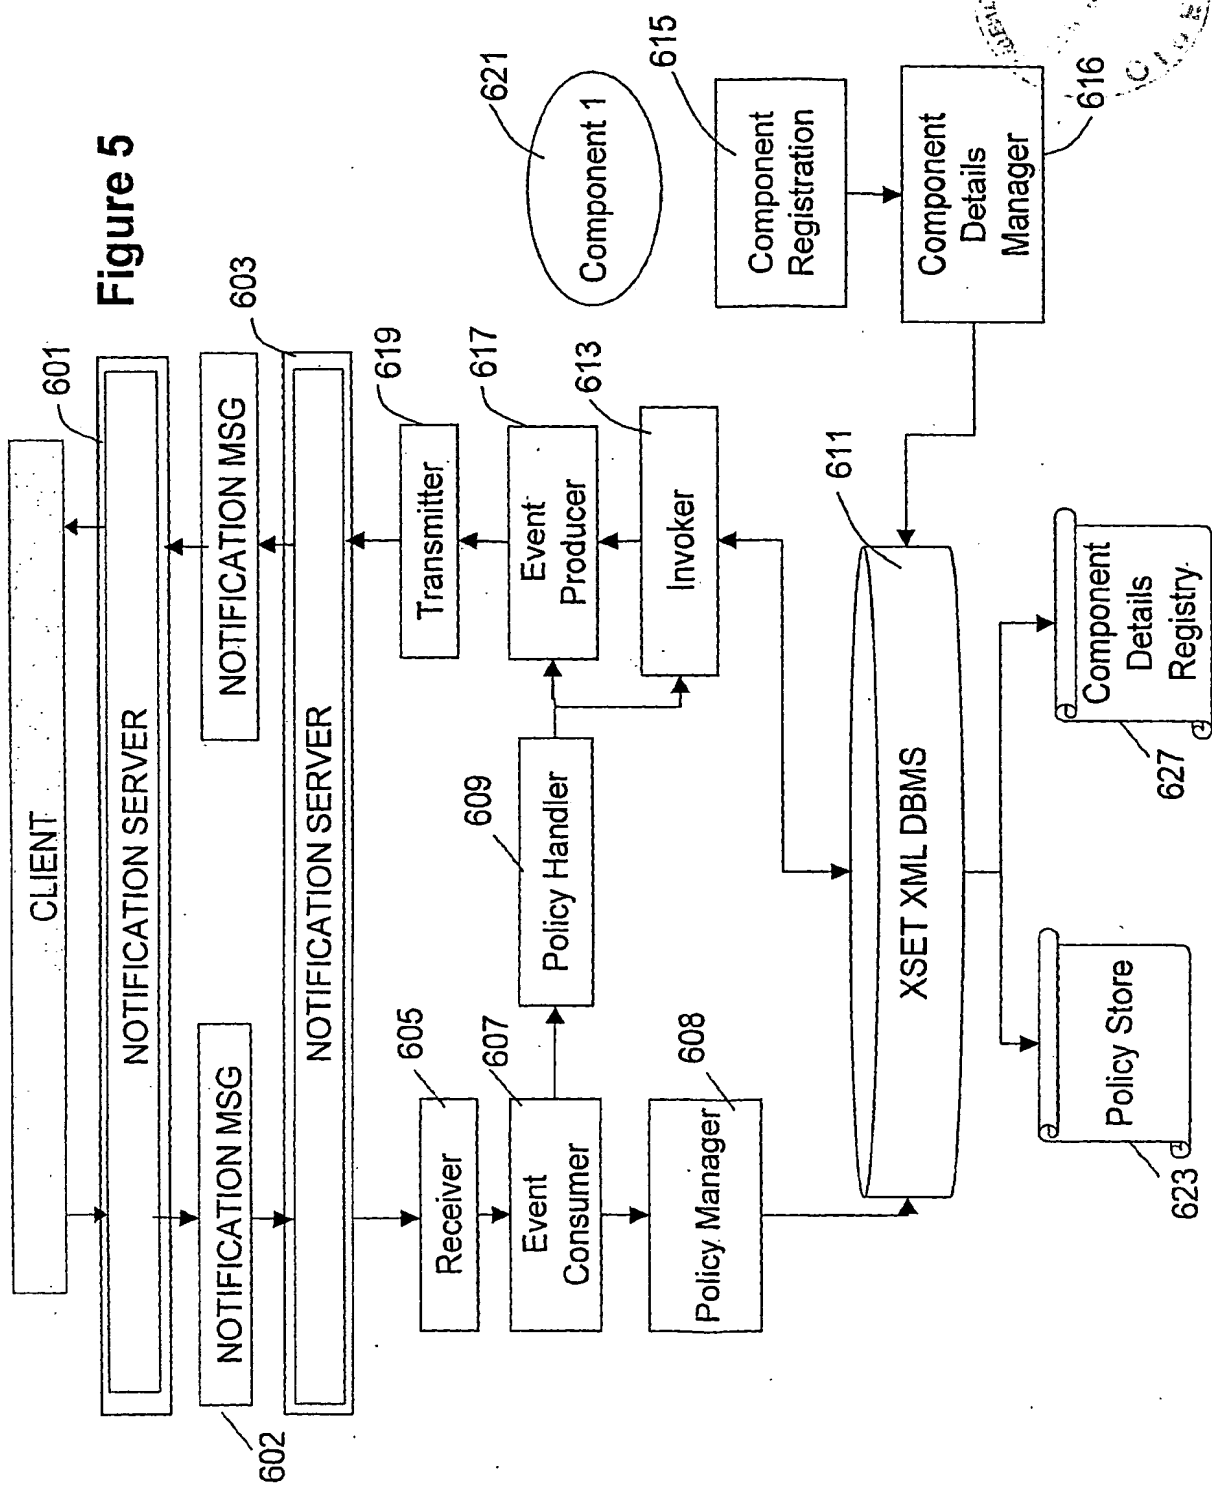 Figure 5
CLIENT
601
NOTIFICATION SERVER
NOTIFICATION MSG
602
NOTIFICATION MSG
603
NOTIFICATION SERVER
605
Receiver
619
Transmitter
607
Event
Consumer
609
Policy Handler
617
Event
Producer
621
Component 1
608
Policy Manager
613
Invoker
615
Component
Registration
611
XSET XML DBMS
616
Component
Details
Manager
623
Policy Store
627
Component
Details
Registry